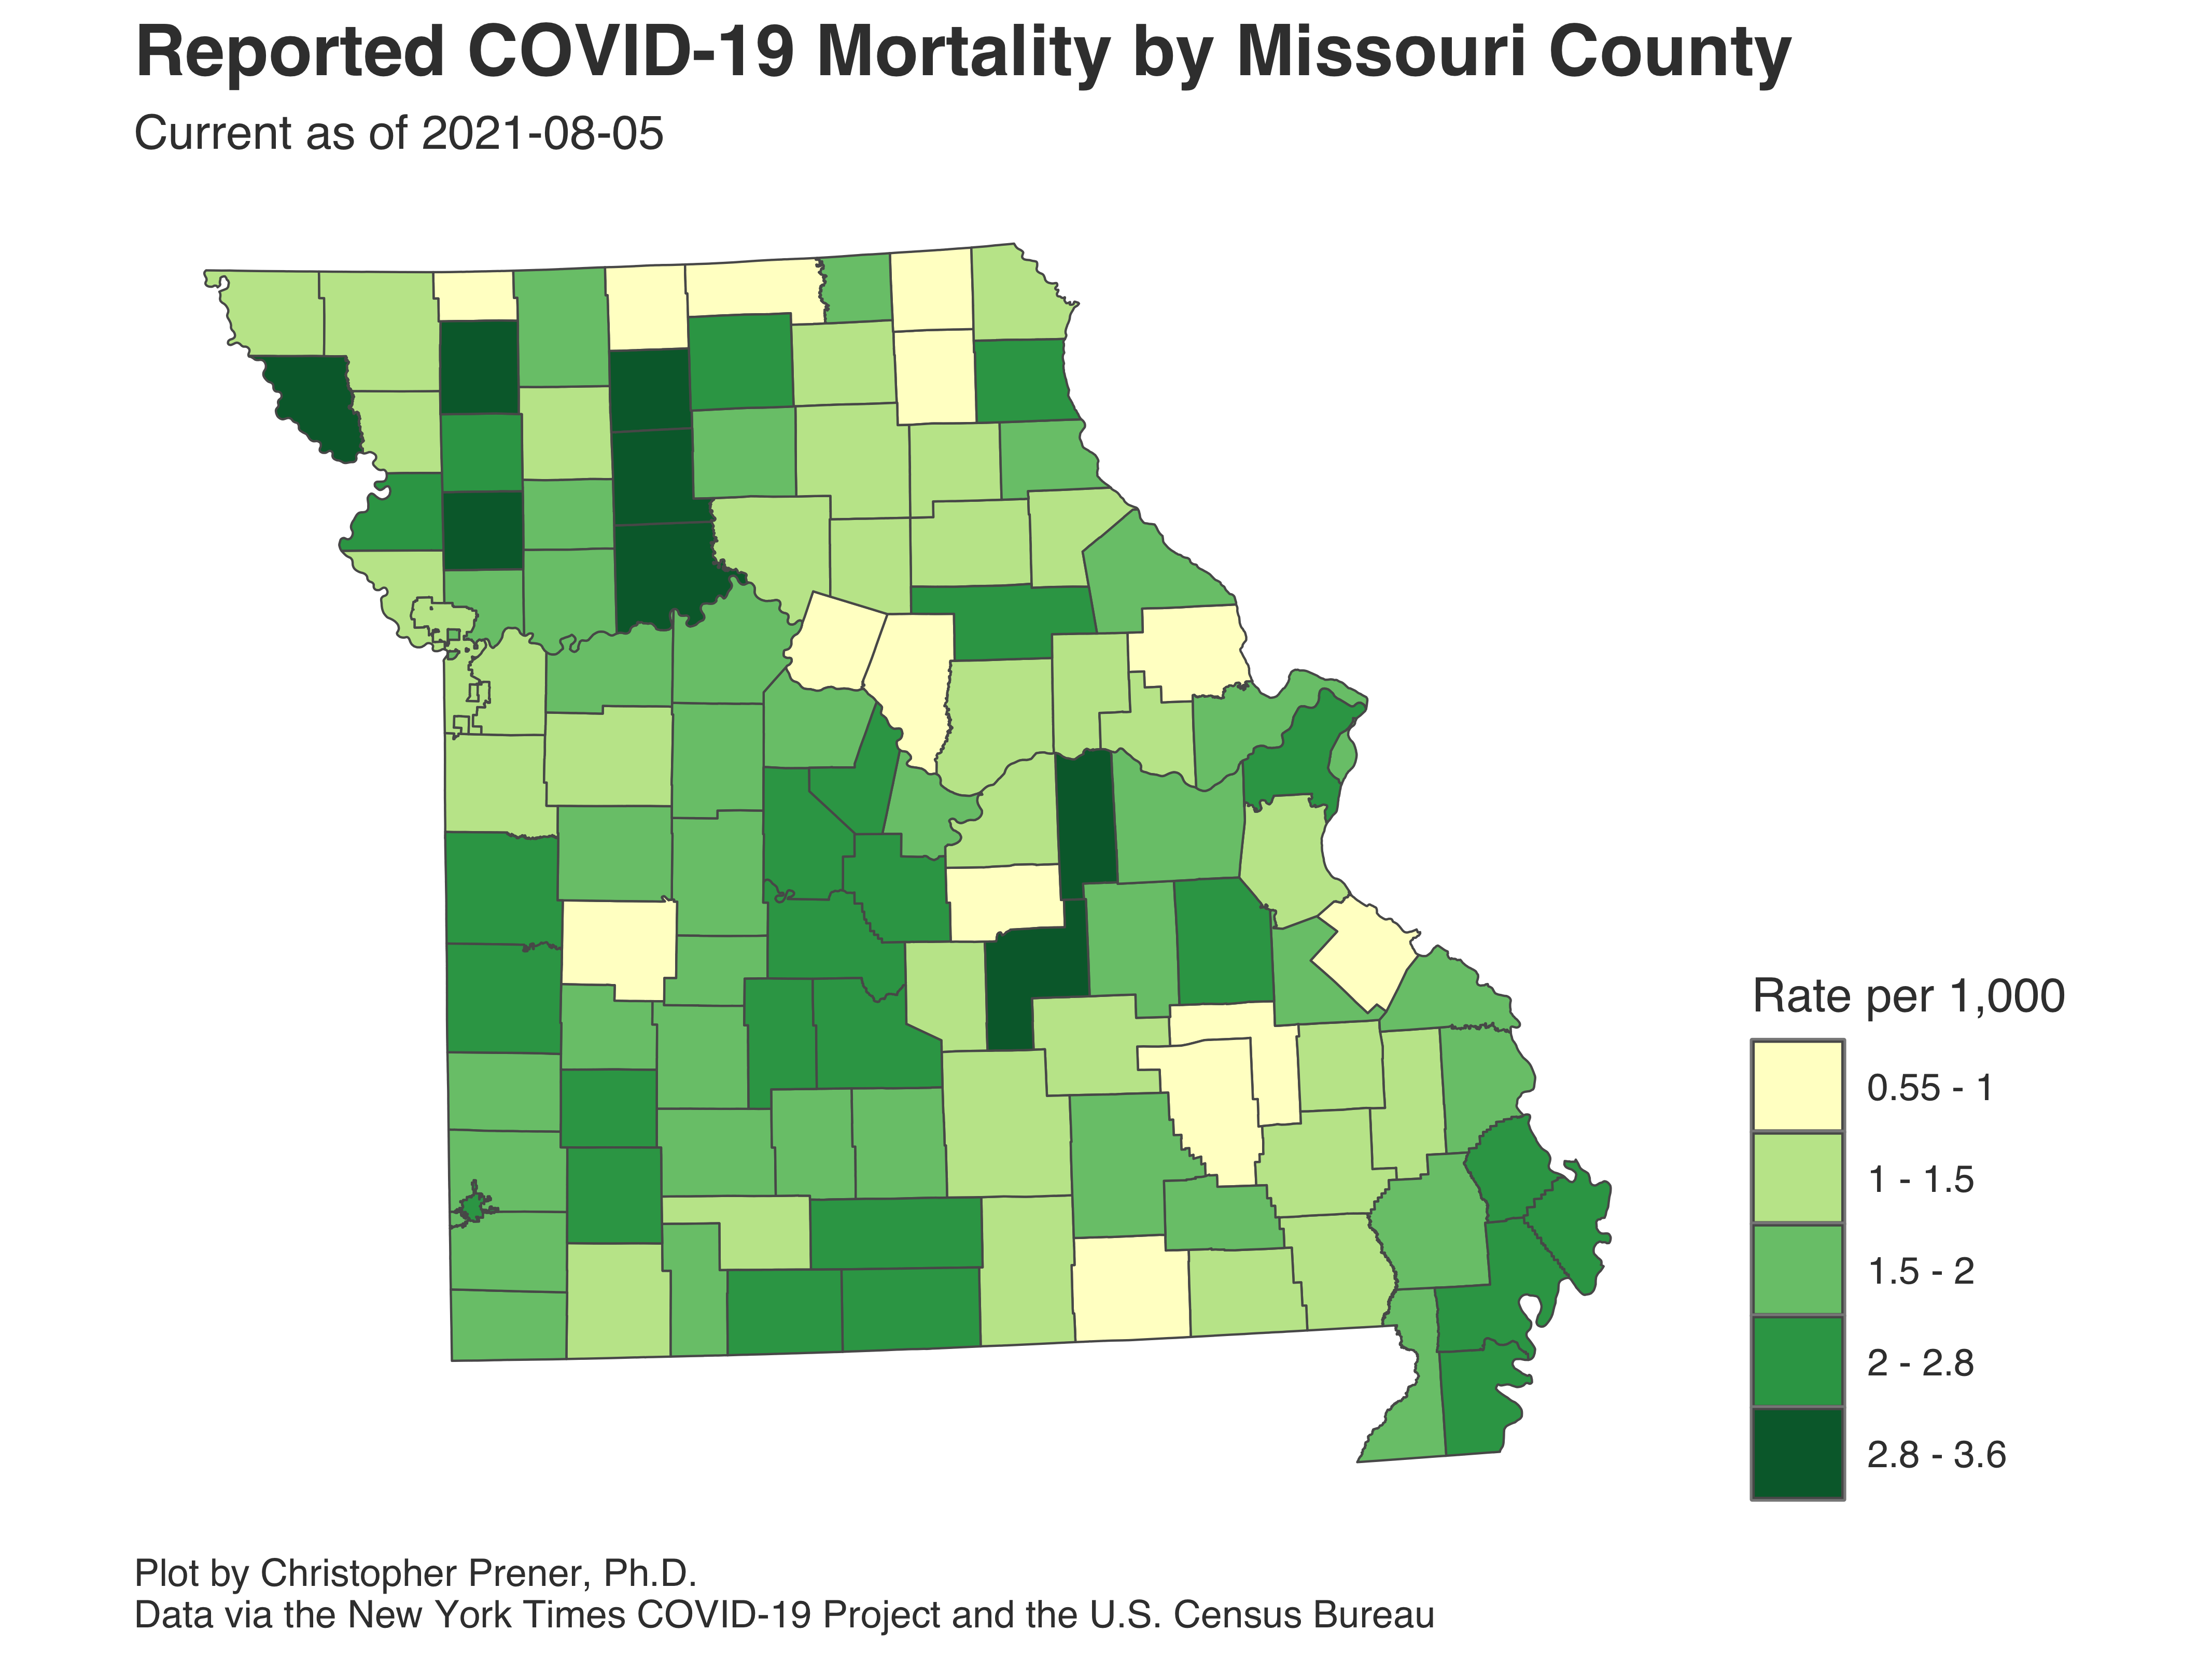 Reported COVID-19 Mortality by Missouri County
Current as of 2021-08-05
Rate per 1,000
0.55 - 1
1 - 1.5
1.5 - 2
2 - 2.8
2.8 - 3.6
Plot by Christopher Prener, Ph.D.
Data via the New York Times COVID-19 Project and the U.S. Census Bureau